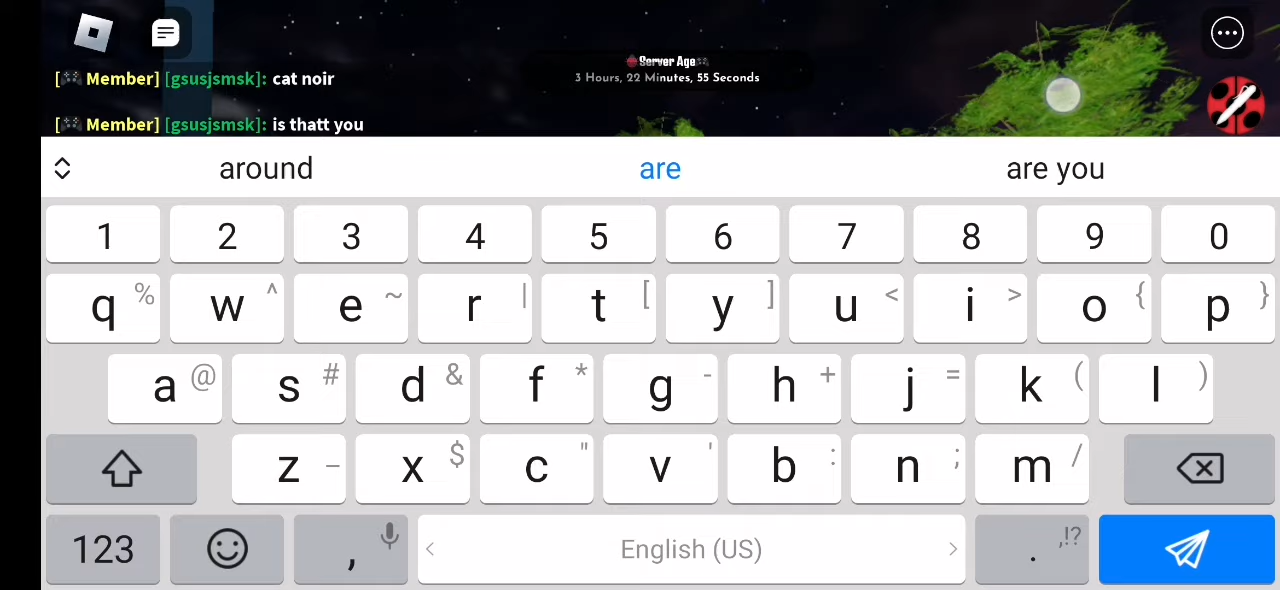 Server Age
3 Hours, 22 Minutes, 55 Seconds
[🎮 Member] [gsusjsmsk]: cat noir
[🎮 Member] [gsusjsmsk]: is thatt you
around are are you
1 2 3 4 5 6 7 8 9 0
q % w ^ e ~ r | t [ y ] u < i > o { p }
a @ s # d & f * g - h + j = k ( l )
z _ x $ c " v ' b : n ; m /
123 , < English (US) > . ,!?